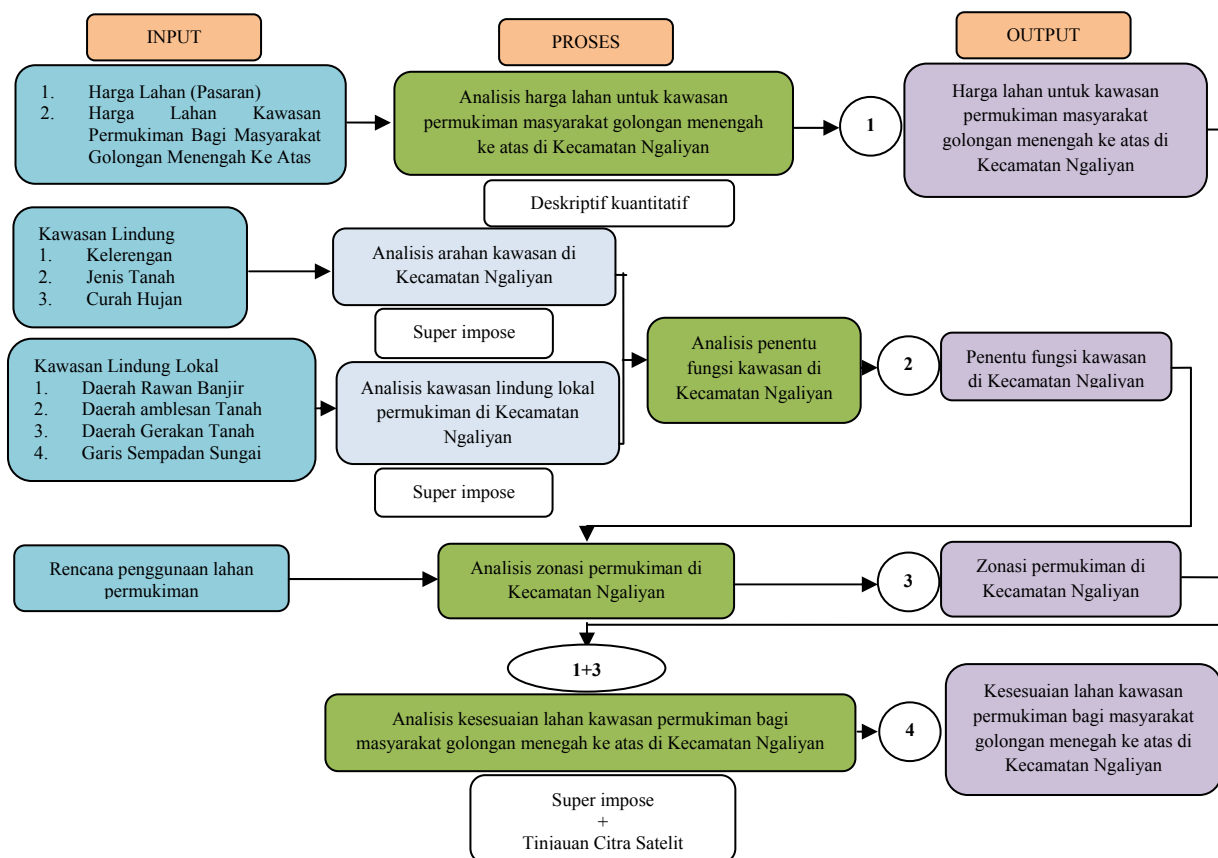 INPUT
PROSES
OUTPUT
1. Harga Lahan (Pasaran)
2. Harga Lahan Kawasan
Permukiman Bagi Masyarakat
Golongan Menengah Ke Atas
Analisis harga lahan untuk kawasan
permukiman masyarakat golongan menengah
ke atas di Kecamatan Ngaliyan
Deskriptif kuantitatif
1
Harga lahan untuk kawasan
permukiman masyarakat
golongan menengah ke atas di
Kecamatan Ngaliyan
Kawasan Lindung
1. Kelerengan
2. Jenis Tanah
3. Curah Hujan
Analisis arahan kawasan di
Kecamatan Ngaliyan
Super impose
Kawasan Lindung Lokal
1. Daerah Rawan Banjir
2. Daerah amblesan Tanah
3. Daerah Gerakan Tanah
4. Garis Sempadan Sungai
Analisis kawasan lindung lokal
permukiman di Kecamatan
Ngaliyan
Super impose
Analisis penentu
fungsi kawasan di
Kecamatan Ngaliyan
2
Penentu fungsi kawasan
di Kecamatan Ngaliyan
Rencana penggunaan lahan
permukiman
Analisis zonasi permukiman di
Kecamatan Ngaliyan
3
Zonasi permukiman di
Kecamatan Ngaliyan
1+3
Analisis kesesuaian lahan kawasan permukiman bagi
masyarakat golongan menegah ke atas di Kecamatan Ngaliyan
Super impose
+
Tinjauan Citra Satelit
4
Kesesuaian lahan kawasan
permukiman bagi masyarakat
golongan menegah ke atas di
Kecamatan Ngaliyan